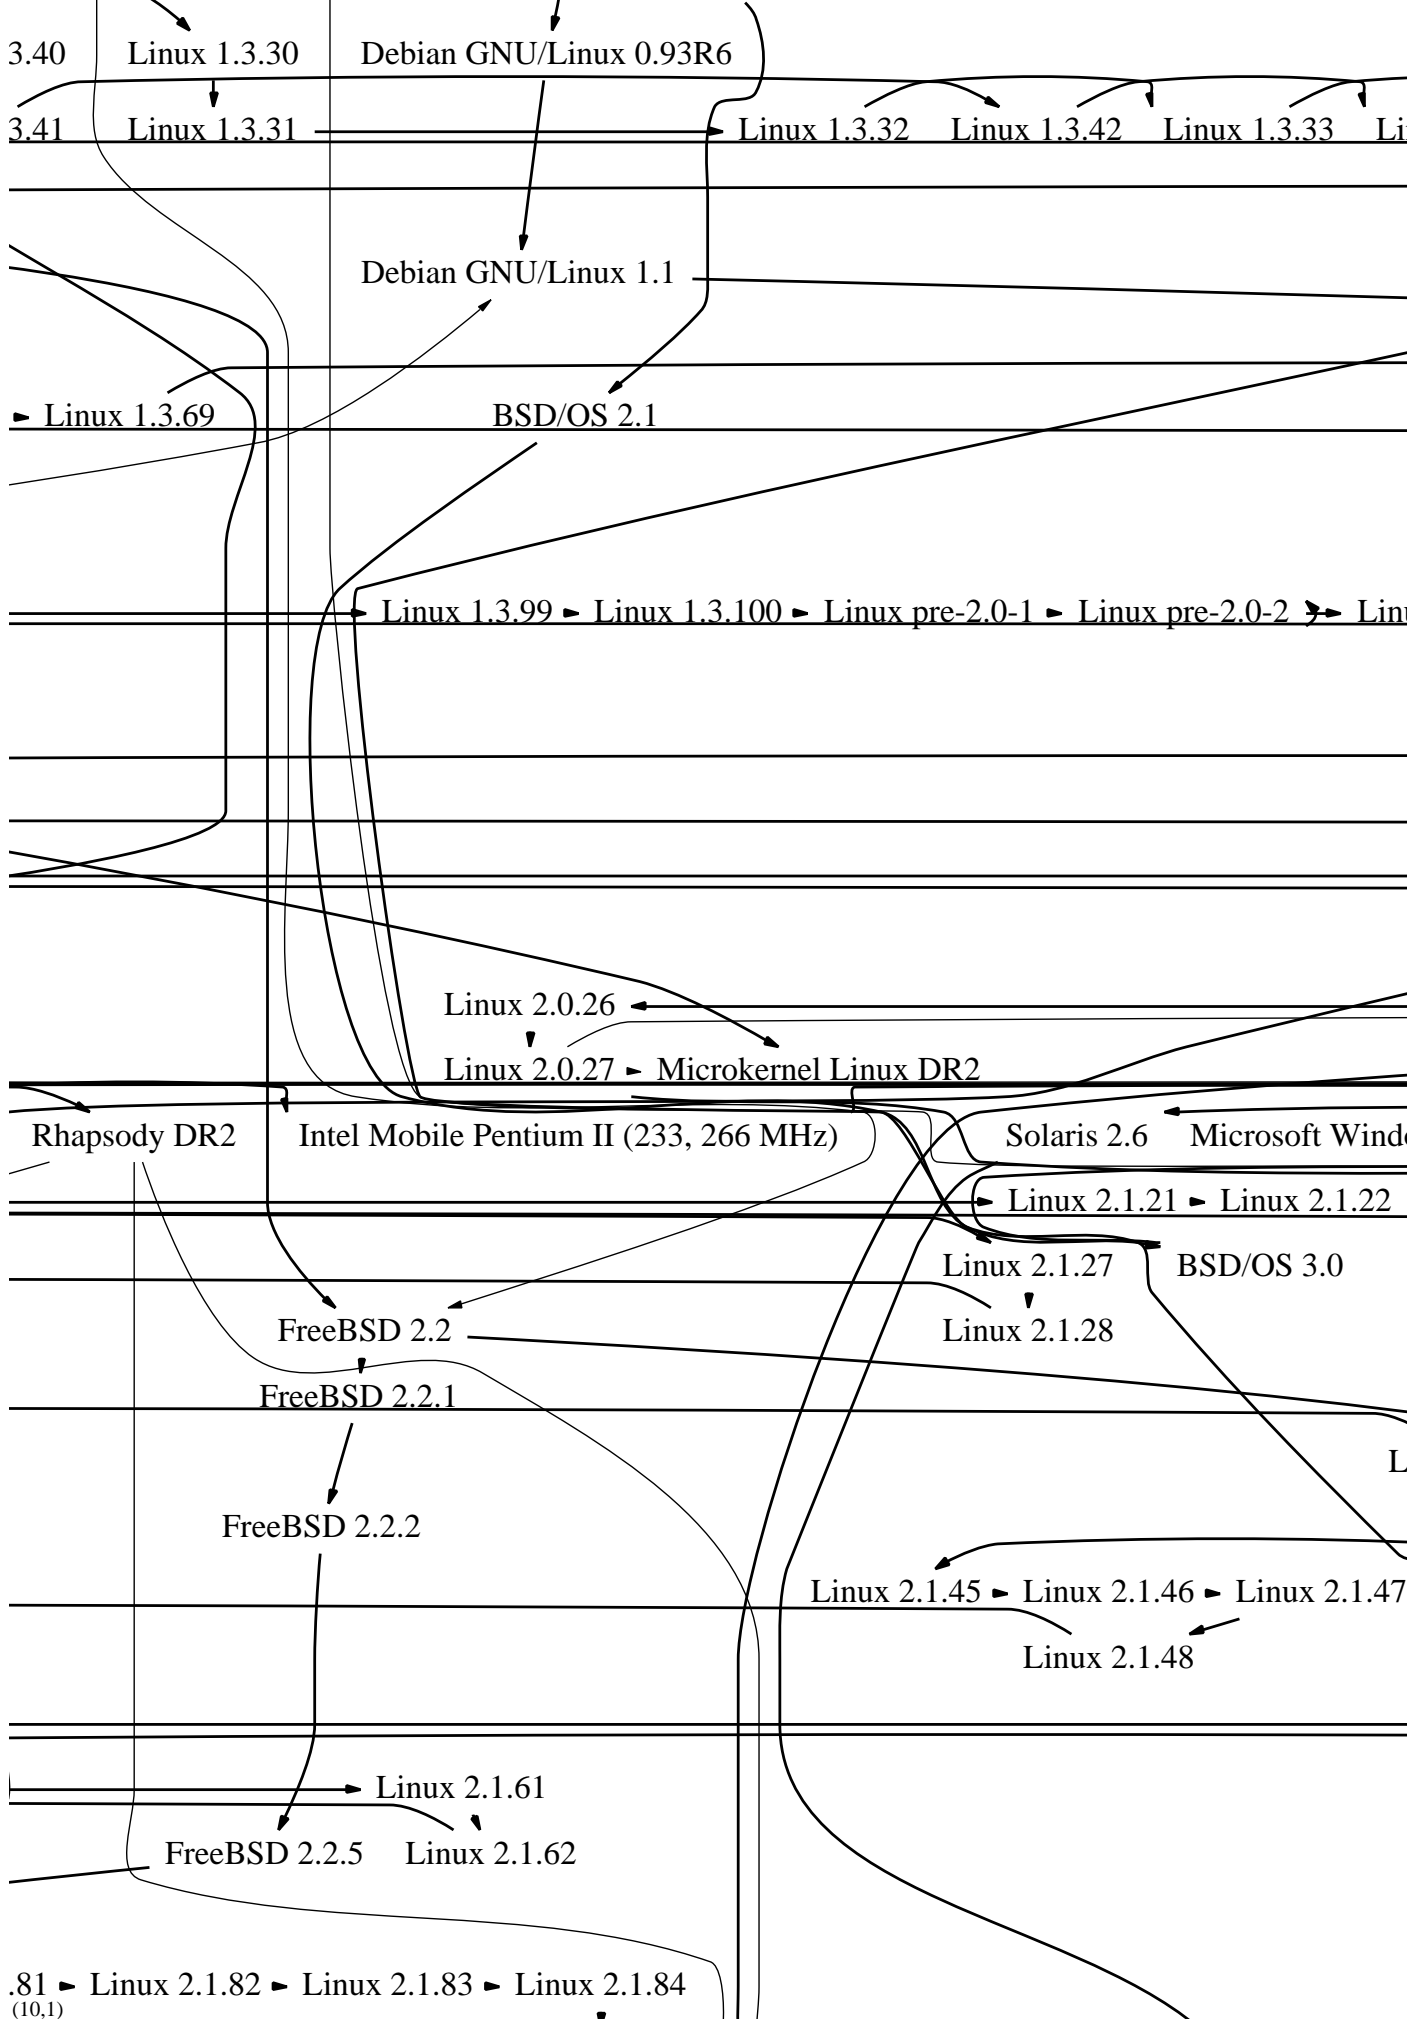 3.40 Linux 1.3.30 Debian GNU/Linux 0.93R6
3.41 Linux 1.3.31 Linux 1.3.32 Linux 1.3.42 Linux 1.3.33 Li
Debian GNU/Linux 1.1
Linux 1.3.69 BSD/OS 2.1
Linux 1.3.99 Linux 1.3.100 Linux pre-2.0-1 Linux pre-2.0-2 Linu
Linux 2.0.26
Linux 2.0.27 Microkernel Linux DR2
Rhapsody DR2 Intel Mobile Pentium II (233, 266 MHz) Solaris 2.6 Microsoft Windo
Linux 2.1.21 Linux 2.1.22
Linux 2.1.27 BSD/OS 3.0
FreeBSD 2.2 Linux 2.1.28
FreeBSD 2.2.1
L
FreeBSD 2.2.2
Linux 2.1.45 Linux 2.1.46 Linux 2.1.47
Linux 2.1.48
Linux 2.1.61
FreeBSD 2.2.5 Linux 2.1.62
.81 Linux 2.1.82 Linux 2.1.83 Linux 2.1.84
(10,1)